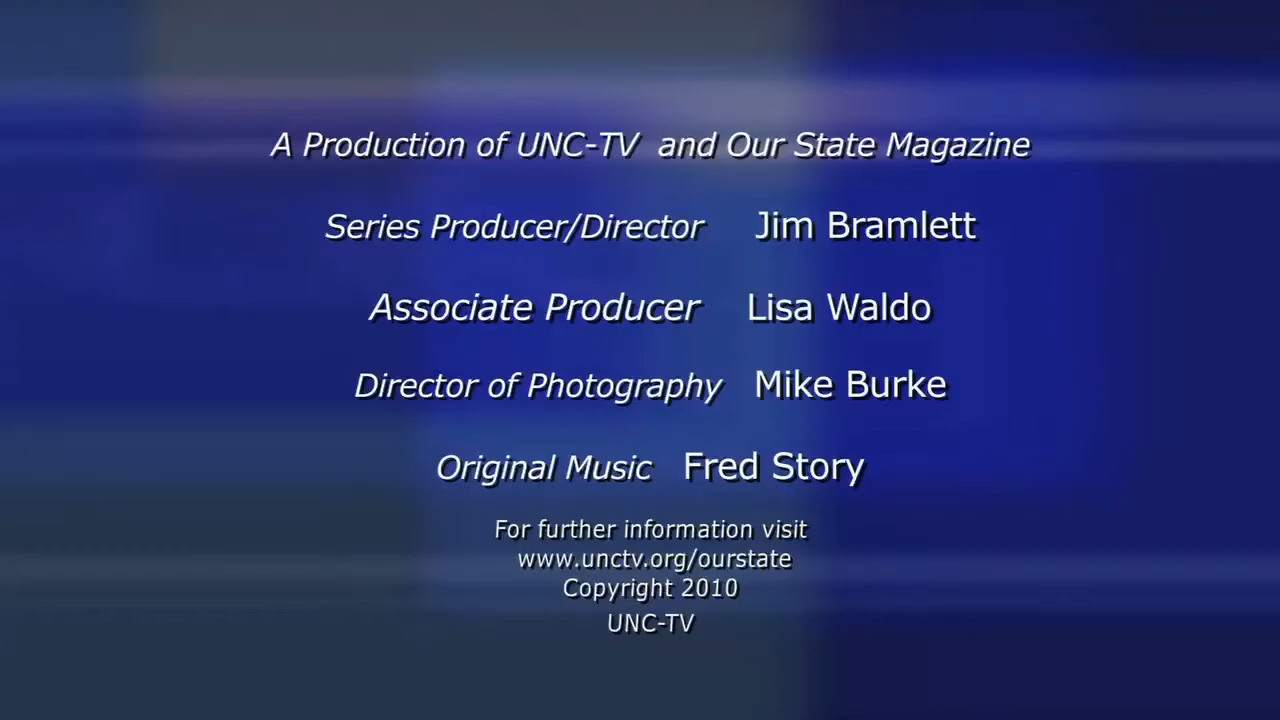 A Production of UNC-TV and Our State Magazine
Series Producer/Director Jim Bramlett
Associate Producer Lisa Waldo
Director of Photography Mike Burke
Original Music Fred Story
For further information visit
www.unctv.org/ourstate
Copyright 2010
UNC-TV